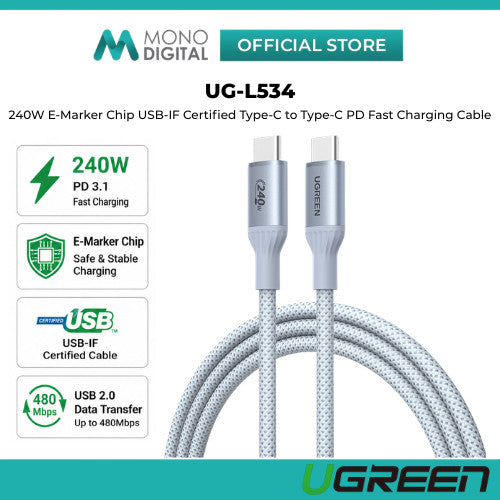 MONO
DIGITAL
OFFICIAL STORE
UG-L534
240W E-Marker Chip USB-IF Certified Type-C to Type-C PD Fast Charging Cable
240W
PD 3.1
Fast Charging
E-Marker Chip
Safe & Stable
Charging
CERTIFIED USB™
USB-IF
Certified Cable
480
Mbps
USB 2.0
Data Transfer
Up to 480Mbps
240W
UGREEN
UGREEN